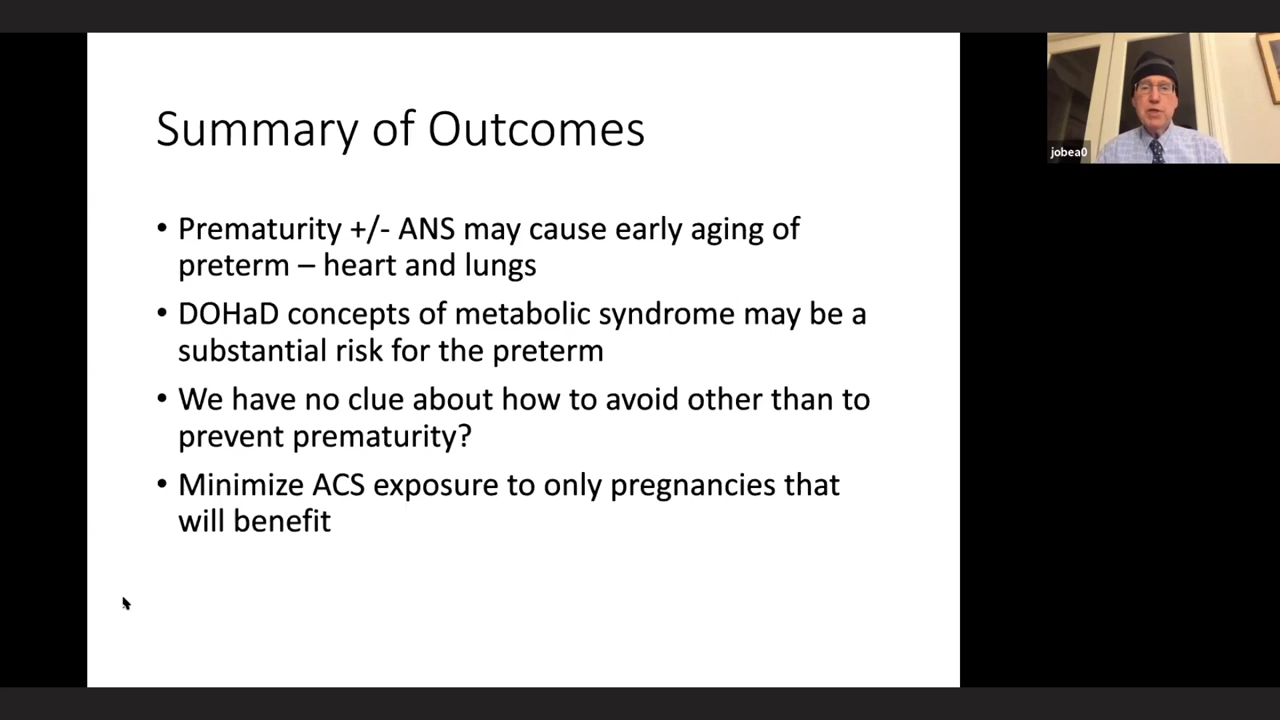 Summary of Outcomes
• Prematurity +/- ANS may cause early aging of
preterm – heart and lungs
• DOHaD concepts of metabolic syndrome may be a
substantial risk for the preterm
• We have no clue about how to avoid other than to
prevent prematurity?
• Minimize ACS exposure to only pregnancies that
will benefit
jobea0